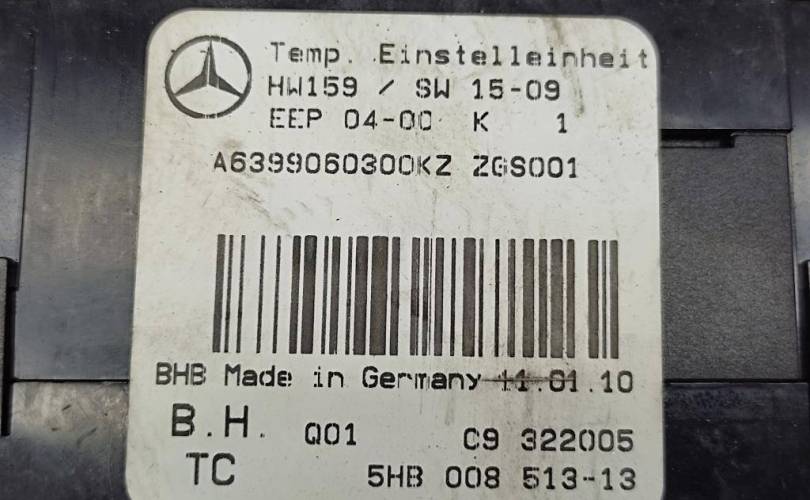 Temp. Einstelleinheit
HW159 / SW 15-09
EEP 04-00 K 1
A6399060300KZ ZGS001
BHB Made in Germany 11.01.10
B.H. Q01 C9 322005
TC 5HB 008 513-13